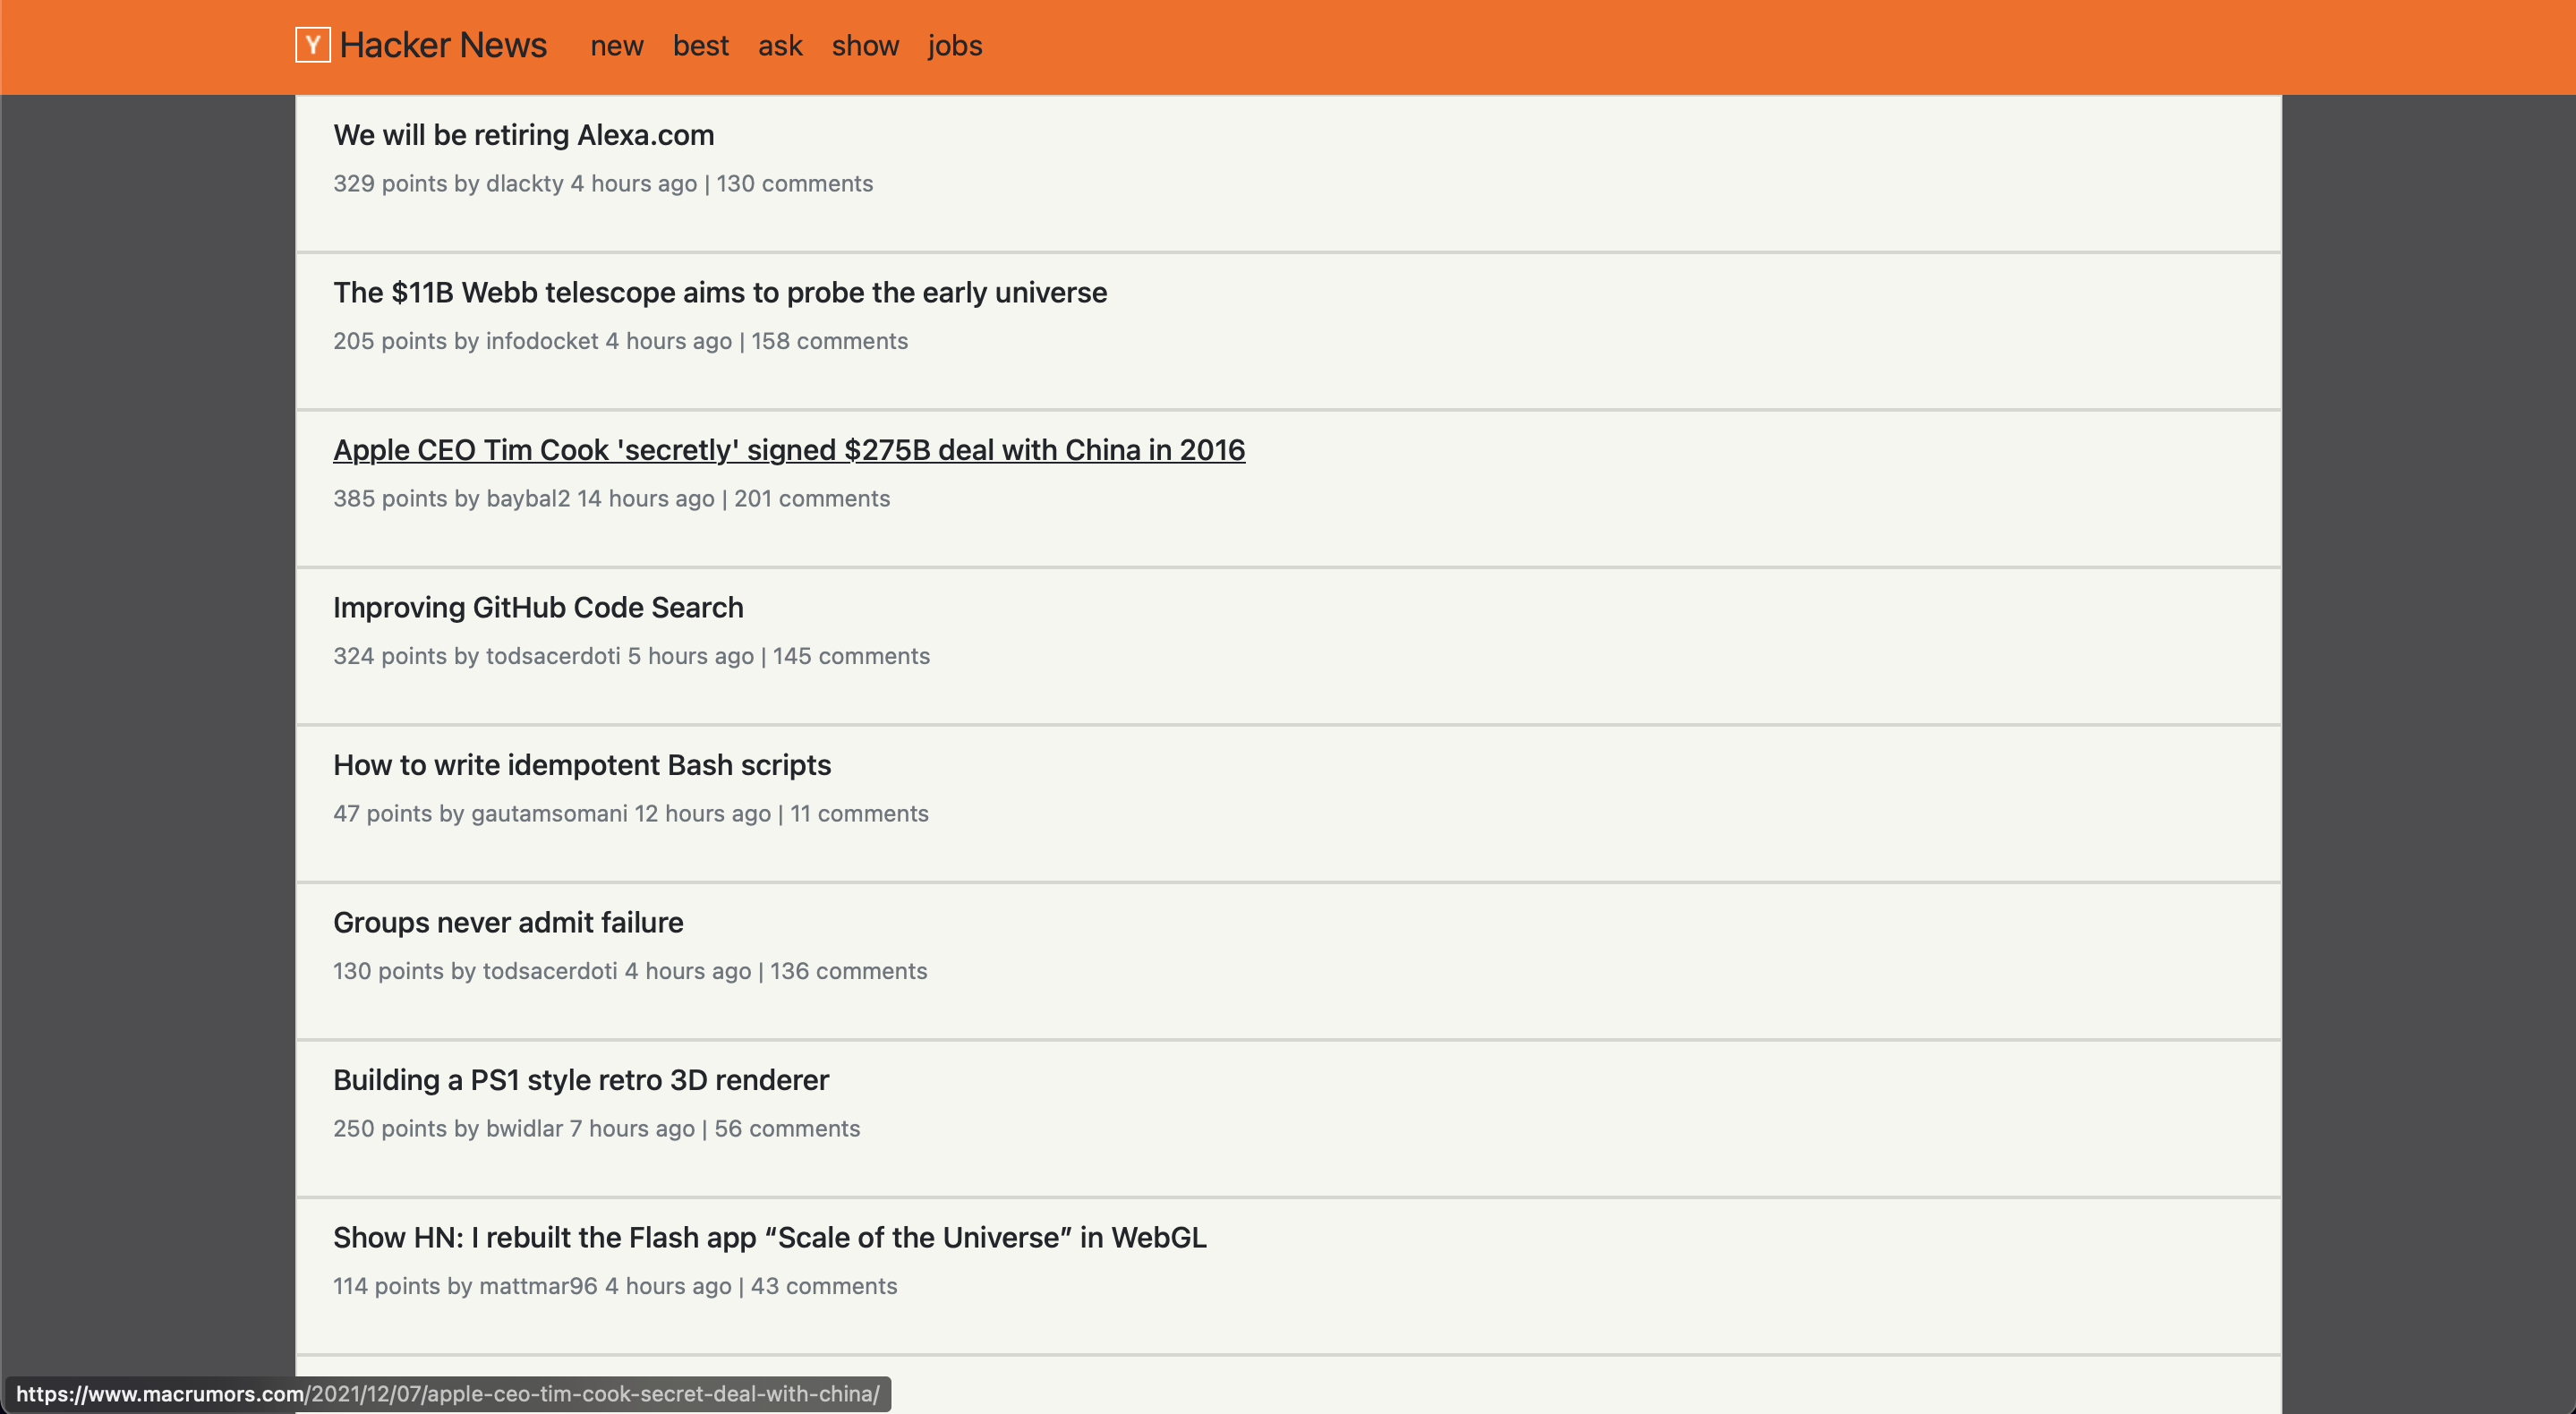 Y Hacker News new best ask show jobs
We will be retiring Alexa.com
329 points by dlackty 4 hours ago | 130 comments
The $11B Webb telescope aims to probe the early universe
205 points by infodocket 4 hours ago | 158 comments
Apple CEO Tim Cook 'secretly' signed $275B deal with China in 2016
385 points by baybal2 14 hours ago | 201 comments
Improving GitHub Code Search
324 points by todsacerdoti 5 hours ago | 145 comments
How to write idempotent Bash scripts
47 points by gautamsomani 12 hours ago | 11 comments
Groups never admit failure
130 points by todsacerdoti 4 hours ago | 136 comments
Building a PS1 style retro 3D renderer
250 points by bwidlar 7 hours ago | 56 comments
Show HN: I rebuilt the Flash app “Scale of the Universe” in WebGL
114 points by mattmar96 4 hours ago | 43 comments
https://www.macrumors.com/2021/12/07/apple-ceo-tim-cook-secret-deal-with-china/